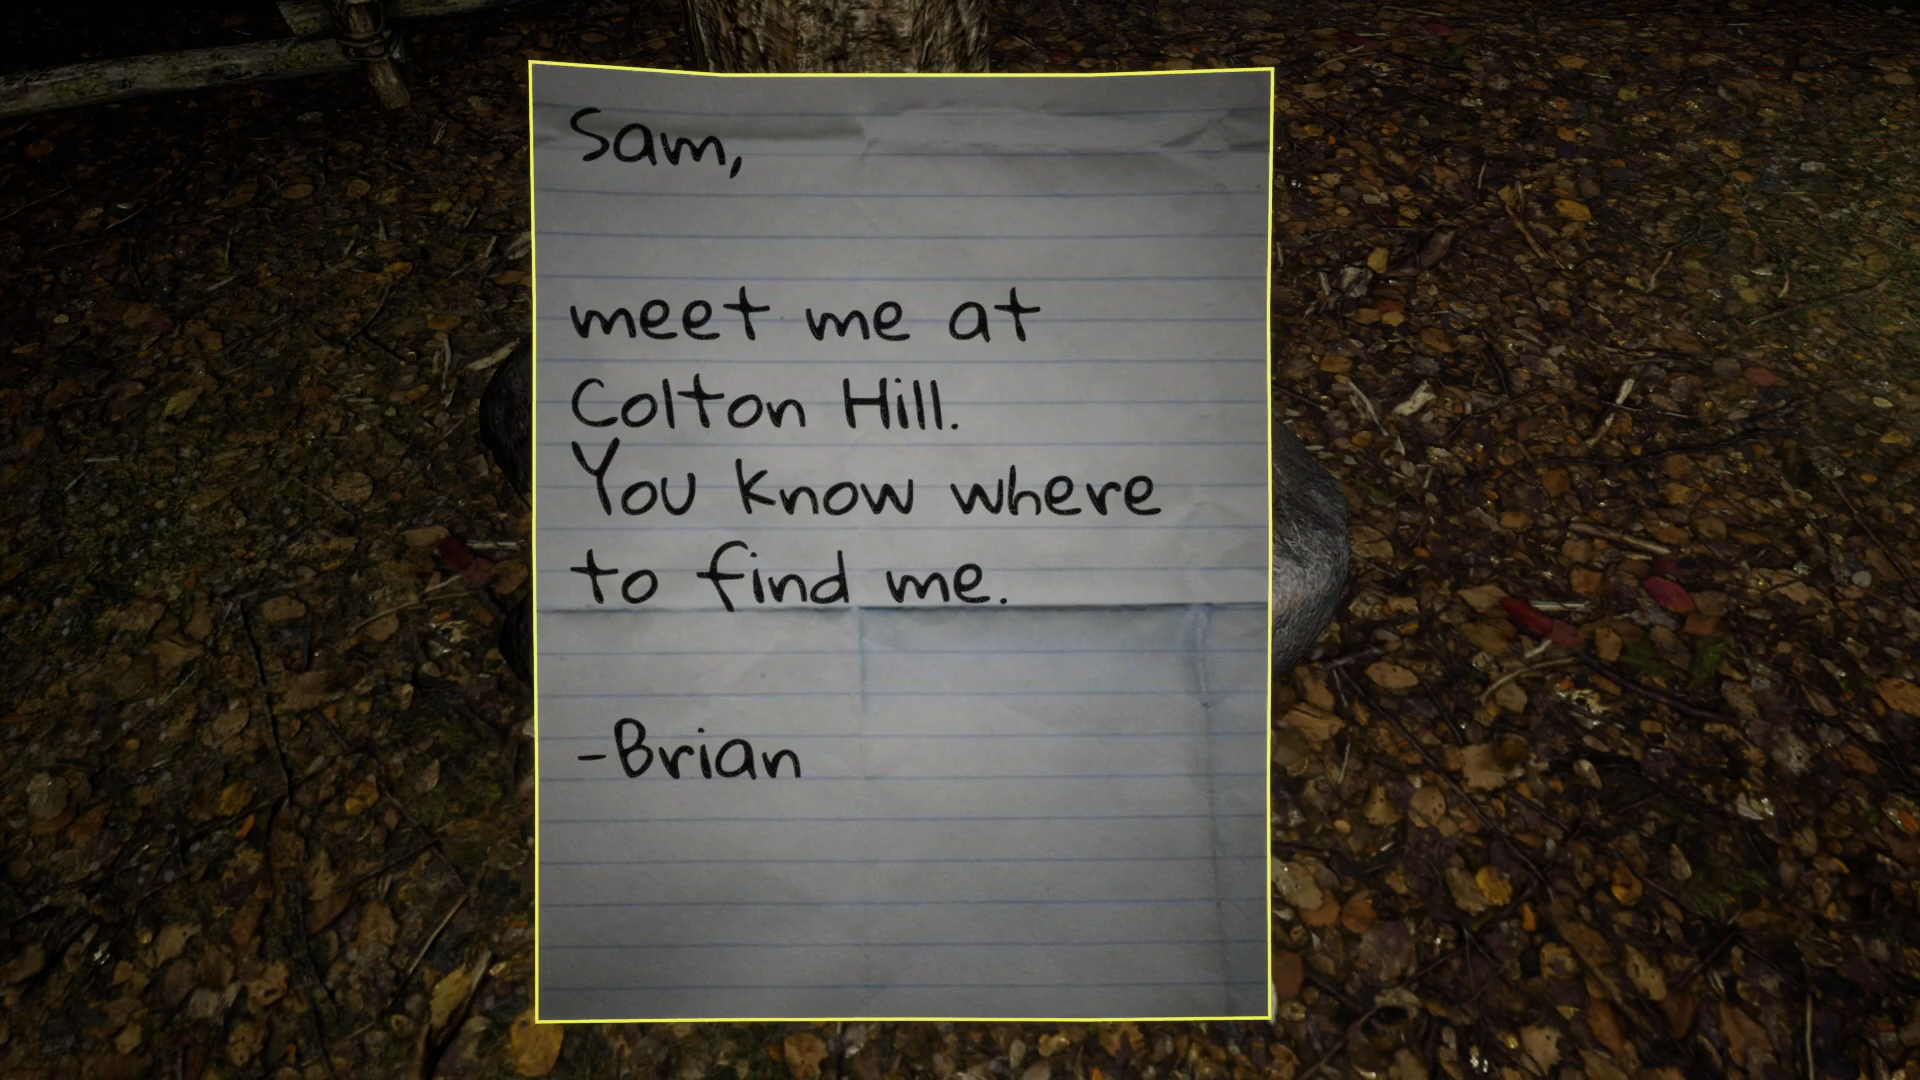 Sam,
meet me at
Colton Hill.
You know where
to find me.
-Brian